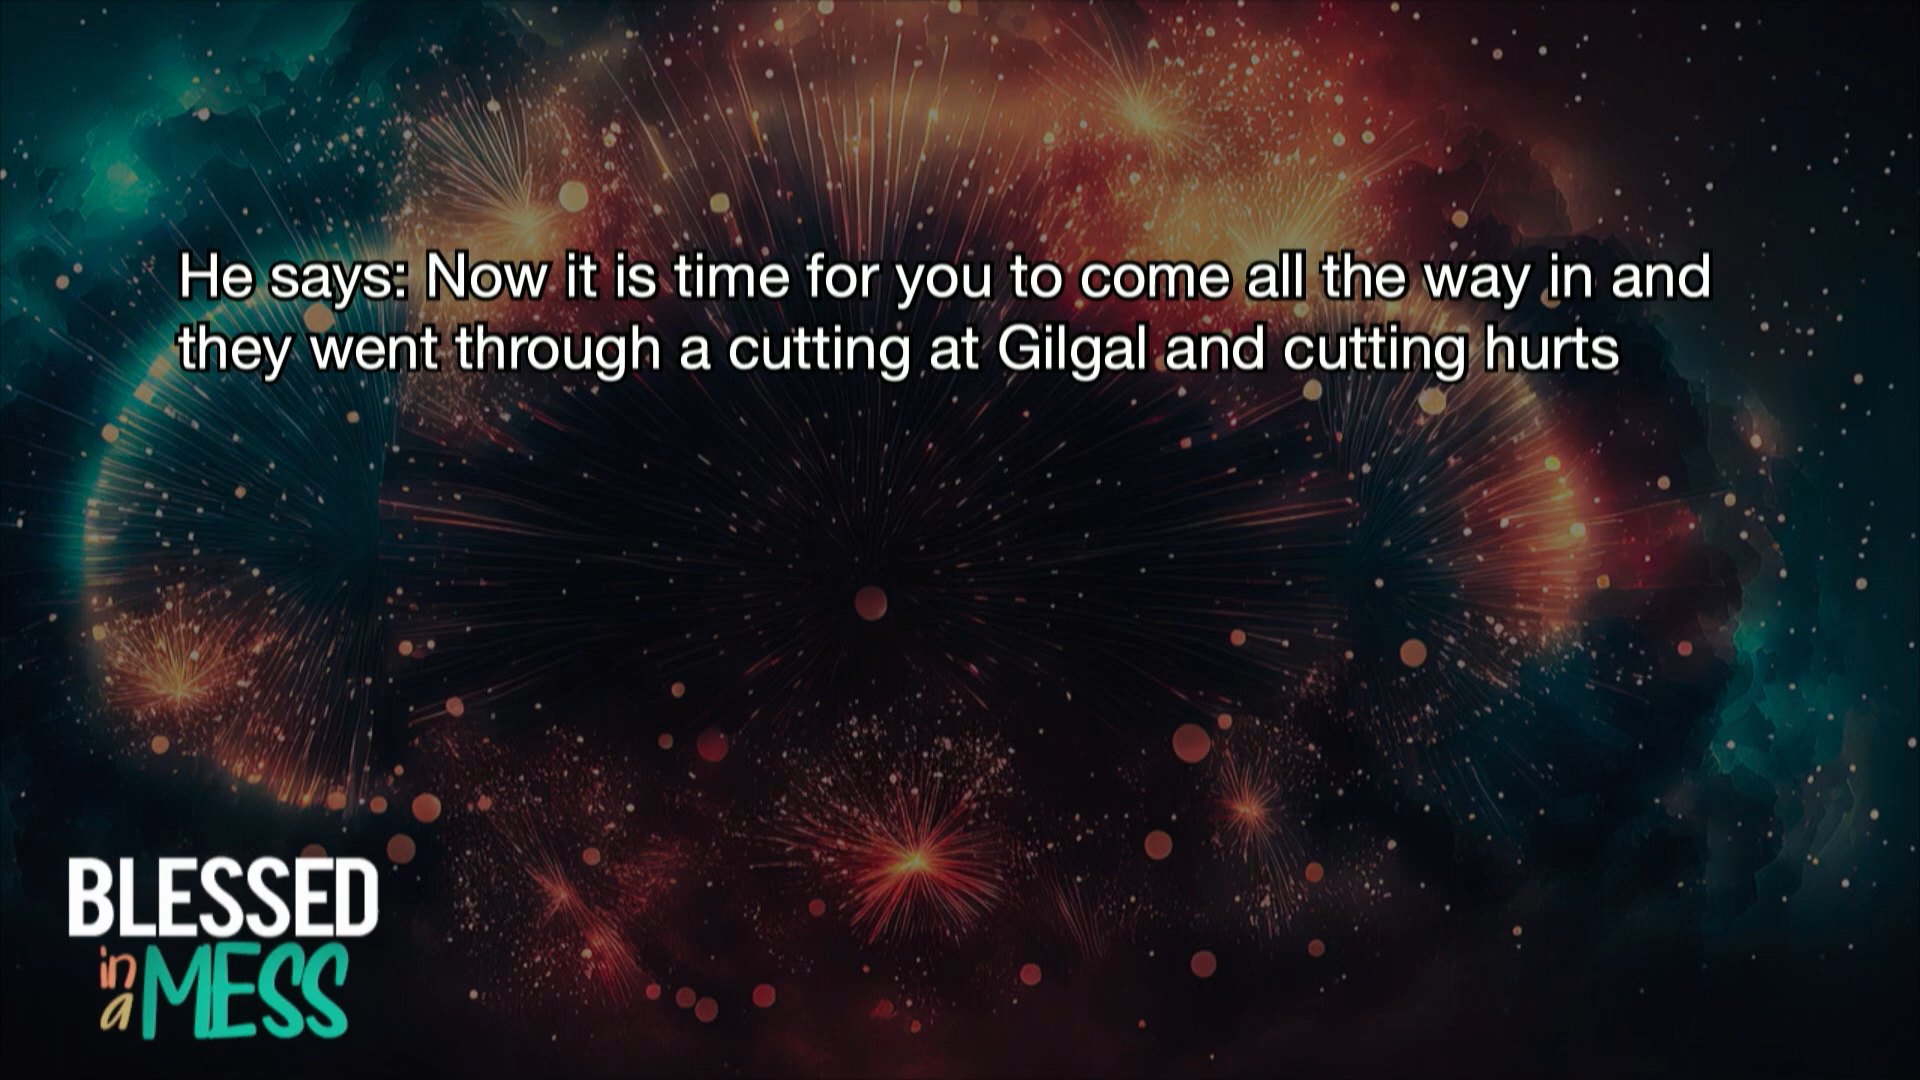 He says: Now it is time for you to come all the way in and
they went through a cutting at Gilgal and cutting hurts
BLESSED
in a MESS